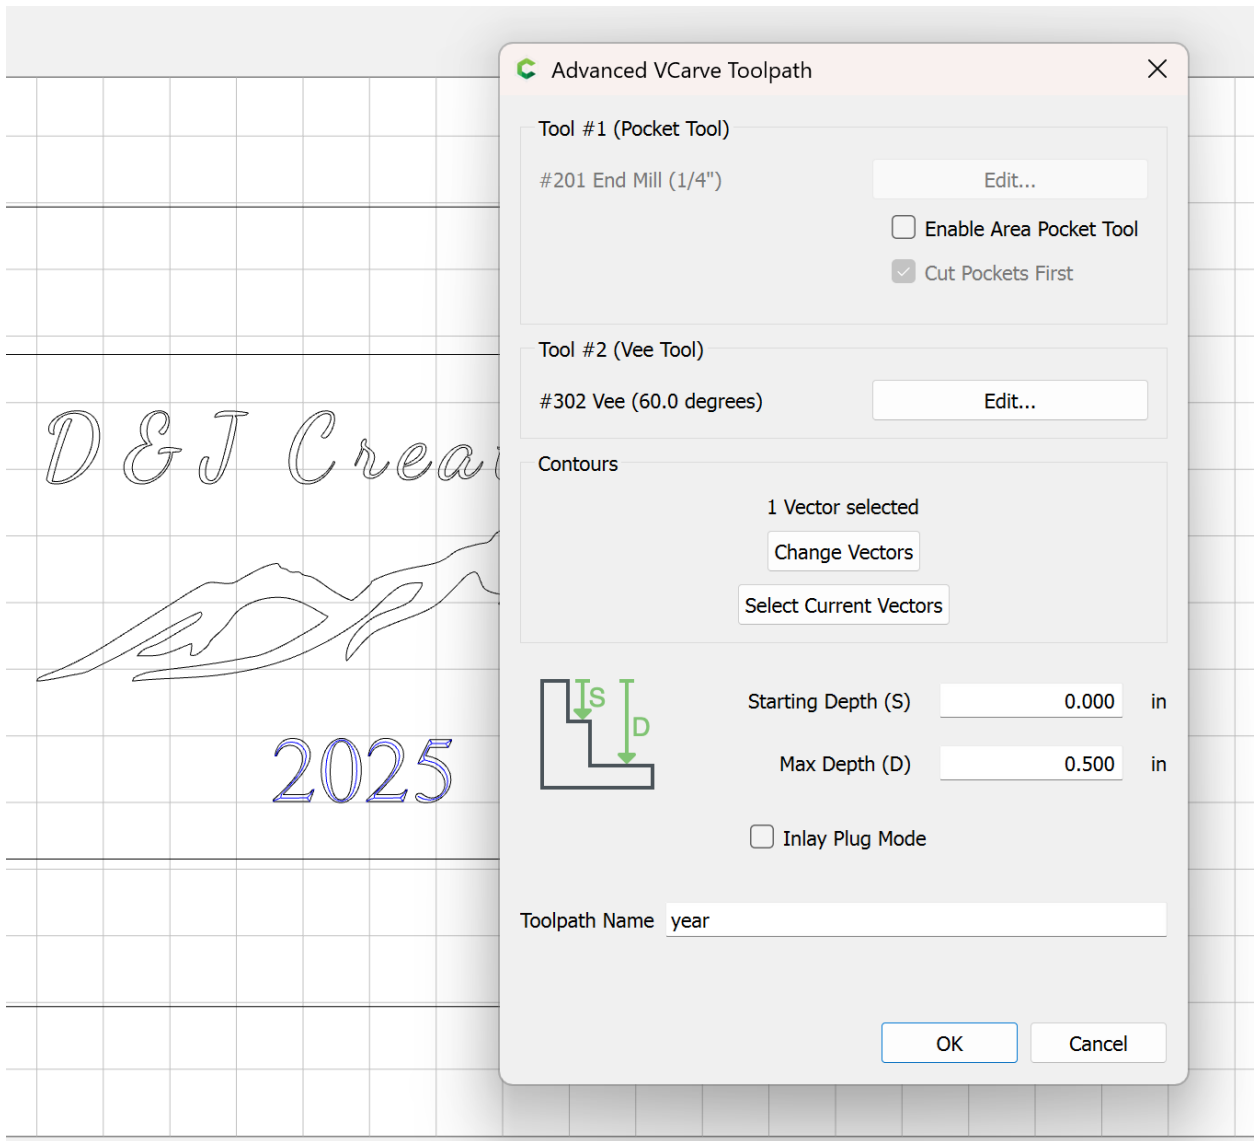 Advanced VCarve Toolpath
Tool #1 (Pocket Tool)
#201 End Mill (1/4")
Edit...
Enable Area Pocket Tool
Cut Pockets First
Tool #2 (Vee Tool)
#302 Vee (60.0 degrees)
Edit...
Contours
1 Vector selected
Change Vectors
Select Current Vectors
S
D
Starting Depth (S) 0.000 in
Max Depth (D) 0.500 in
Inlay Plug Mode
Toolpath Name year
OK
Cancel
D&J Crea
2025